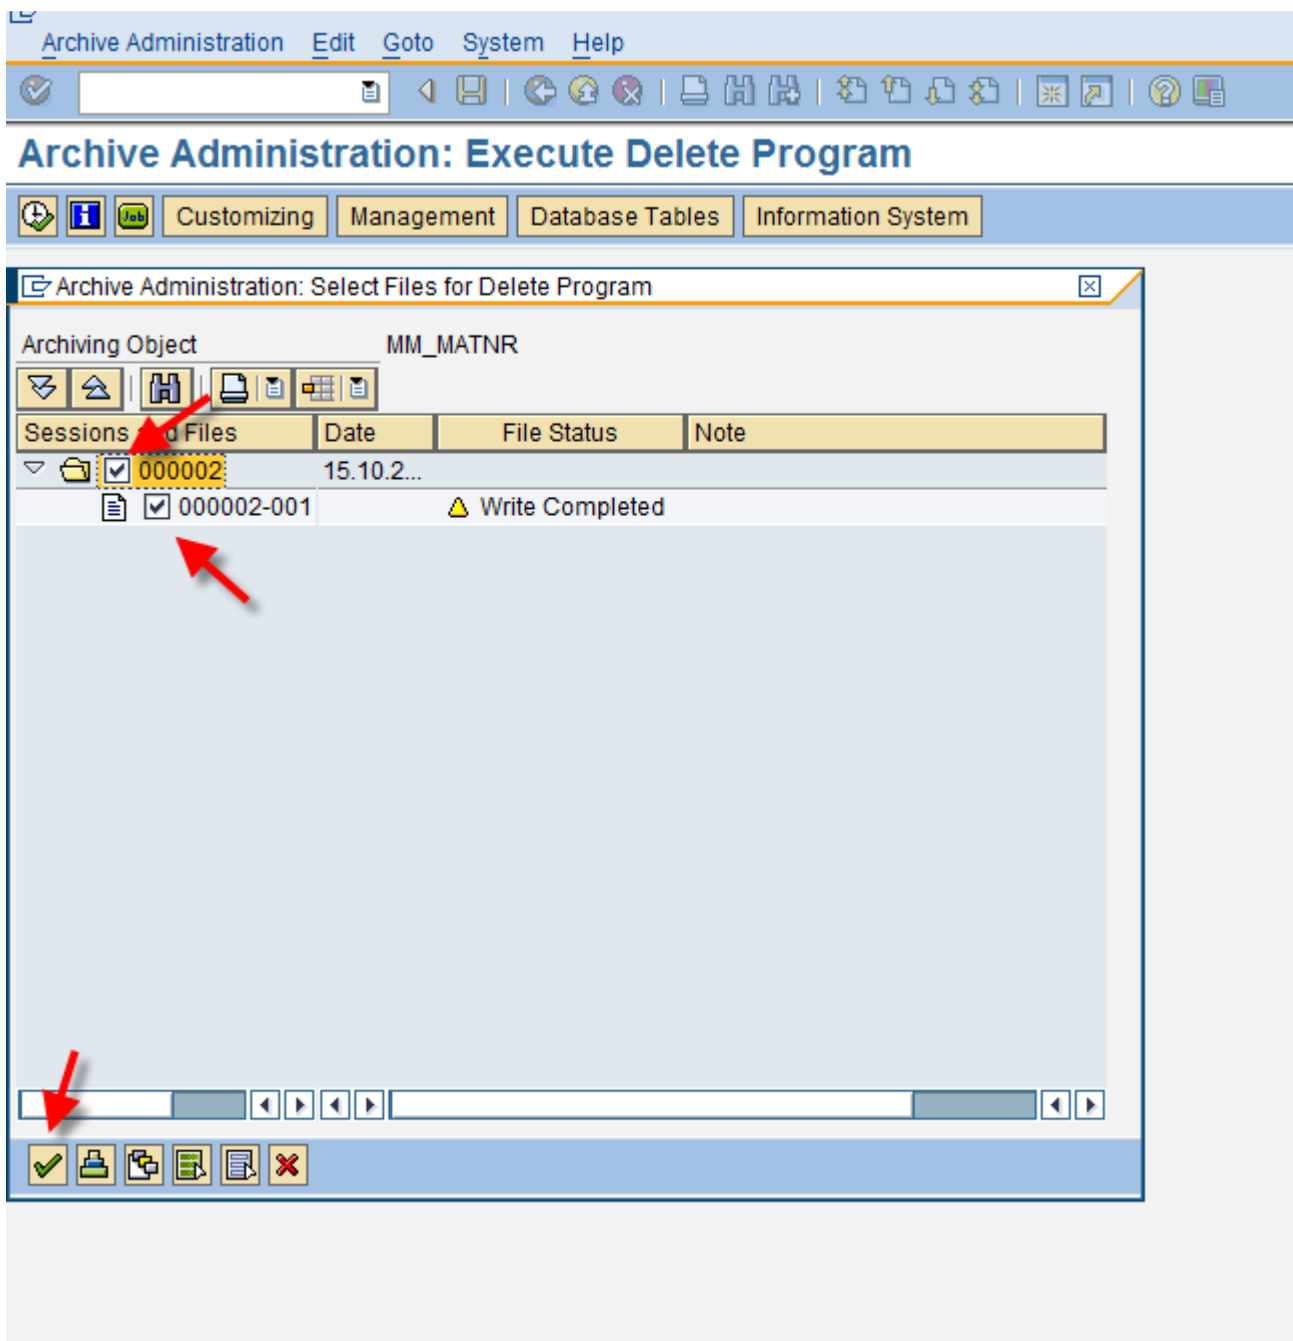 Archive Administration Edit Goto System Help
Archive Administration: Execute Delete Program
Job Customizing Management Database Tables Information System
Archive Administration: Select Files for Delete Program
Archiving Object MM_MATNR
Sessions and Files Date File Status Note
000002 15.10.2...
000002-001 Write Completed